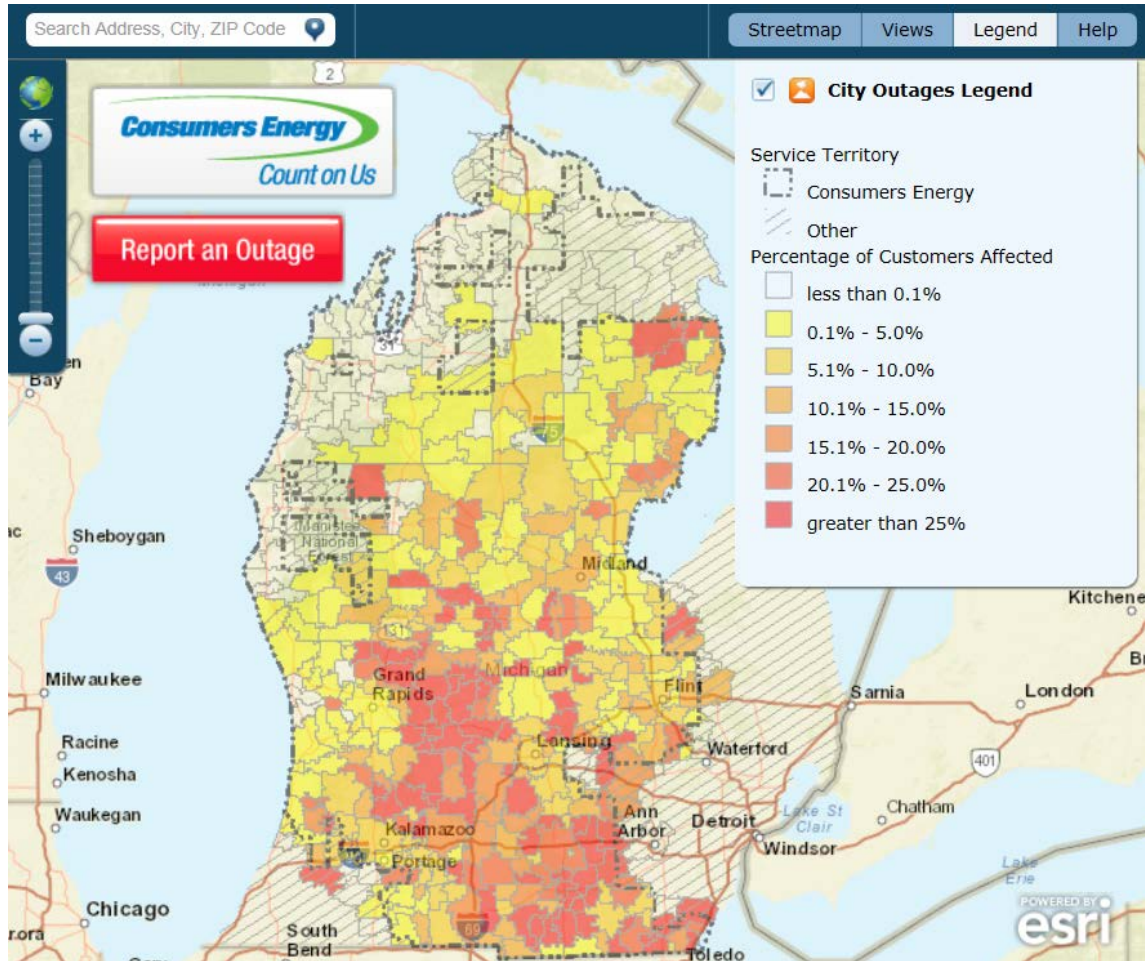 Search Address, City, ZIP Code
Streetmap
Views
Legend
Help
2
Consumers Energy
Count on Us
Report an Outage
City Outages Legend
Service Territory
Consumers Energy
Other
Percentage of Customers Affected
less than 0.1%
0.1% - 5.0%
5.1% - 10.0%
10.1% - 15.0%
15.1% - 20.0%
20.1% - 25.0%
greater than 25%
Michigan
31
Bay
75
Sheboygan
43
Manistee
National
Forest
Midland
Kitchene
131
Michigan
Grand
Rapids
Milwaukee
Flint
Sarnia
London
Racine
Kenosha
Lansing
Waterford
401
Waukegan
Ann
Arbor
Detroit
Lake St
Clair
Chatham
Kalamazoo
Portage
Windsor
Lake
Erie
Chicago
69
South
Bend
Toledo
POWERED BY
esri